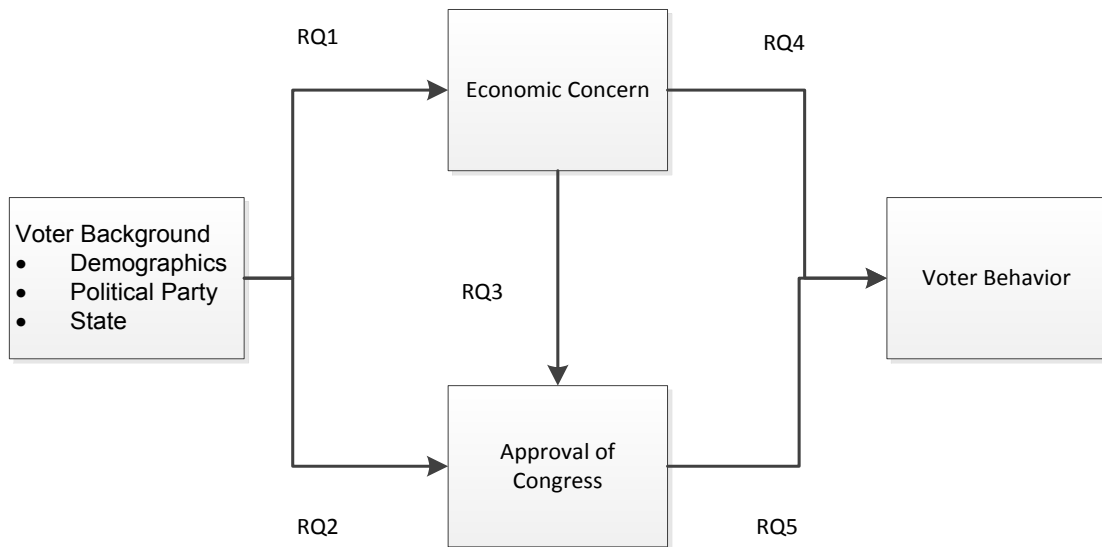 RQ1
RQ4
Economic Concern
Voter Background
• Demographics
• Political Party
• State
RQ3
Voter Behavior
Approval of
Congress
RQ2
RQ5